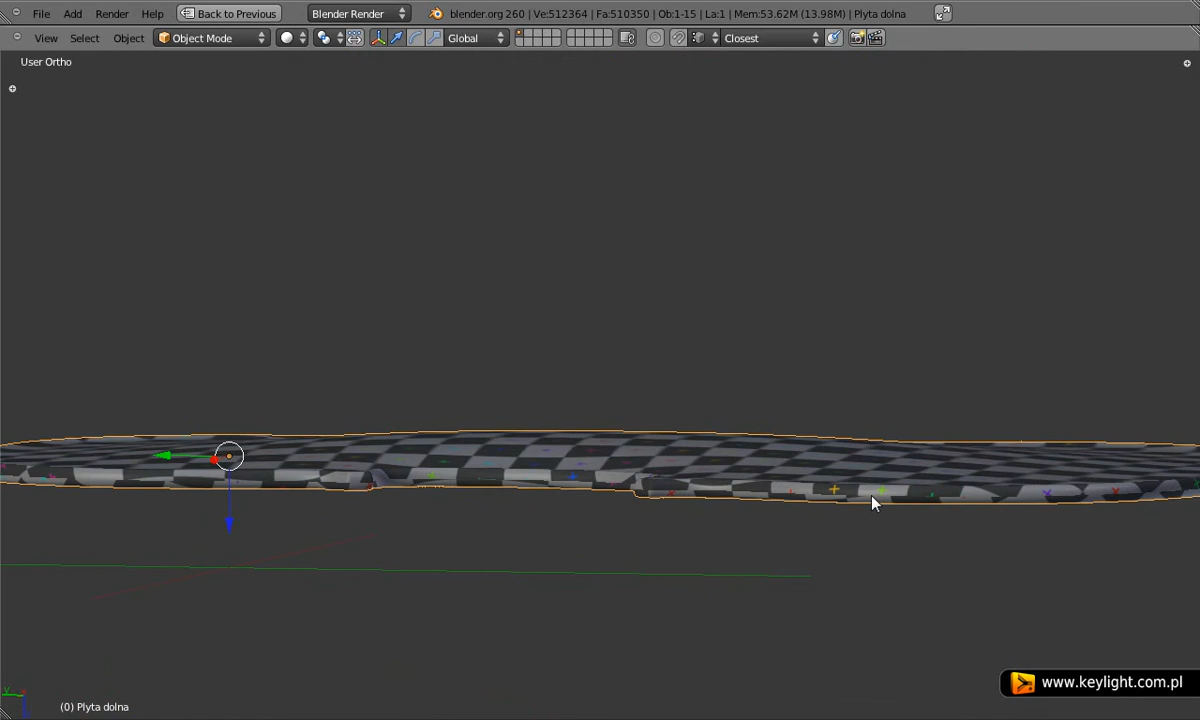 File Add Render Help Back to Previous Blender Render blender.org 260 | Ve:512364 | Fa:510350 | Ob:1-15 | La:1 | Mem:53.62M (13.98M) | Plyta dolna
View Select Object Object Mode Global Closest
User Ortho
www.keylight.com.pl
Y
(0) Plyta dolna